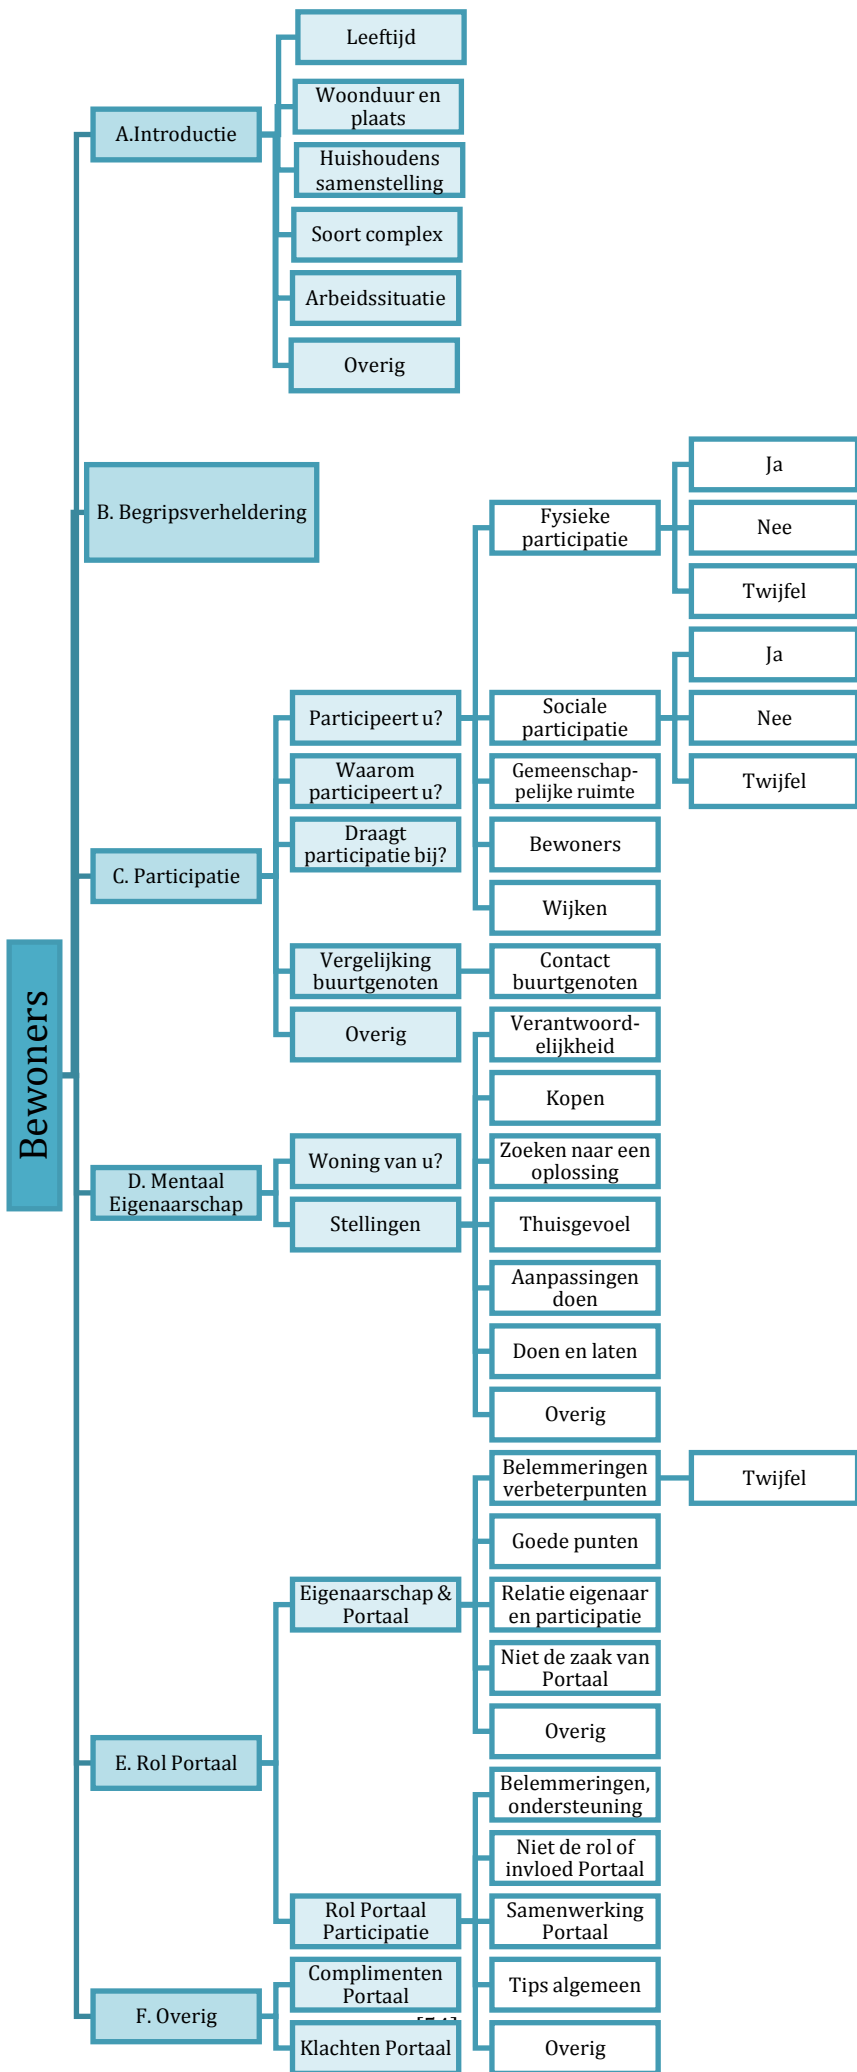 Bewoners
A.Introductie
Leeftijd
Woonduur en
plaats
Huishoudens
samenstelling
Soort complex
Arbeidssituatie
Overig
B. Begripsverheldering
C. Participatie
Participeert u?
Fysieke
participatie
Ja
Nee
Twijfel
Sociale
participatie
Ja
Nee
Twijfel
Gemeenschap-
pelijke ruimte
Bewoners
Wijken
Waarom
participeert u?
Draagt
participatie bij?
Vergelijking
buurtgenoten
Contact
buurtgenoten
Overig
D. Mentaal
Eigenaarschap
Woning van u?
Stellingen
Verantwoord-
elijkheid
Kopen
Zoeken naar een
oplossing
Thuisgevoel
Aanpassingen
doen
Doen en laten
Overig
E. Rol Portaal
Eigenaarschap &
Portaal
Belemmeringen
verbeterpunten
Twijfel
Goede punten
Relatie eigenaar
en participatie
Niet de zaak van
Portaal
Overig
Rol Portaal
Participatie
Belemmeringen,
ondersteuning
Niet de rol of
invloed Portaal
Samenwerking
Portaal
Tips algemeen
Overig
F. Overig
Complimenten
Portaal
Klachten Portaal